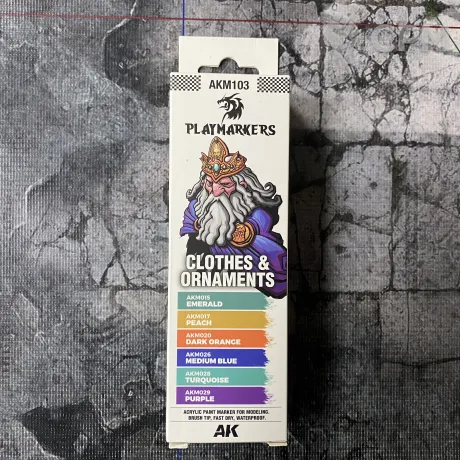 AKM103
PLAYMARKERS
CLOTHES &
ORNAMENTS
AKM015
EMERALD
AKM017
PEACH
AKM020
DARK ORANGE
AKM026
MEDIUM BLUE
AKM028
TURQUOISE
AKM029
PURPLE
ACRYLIC PAINT MARKER FOR MODELING.
BRUSH TIP, FAST DRY, WATERPROOF.
AK